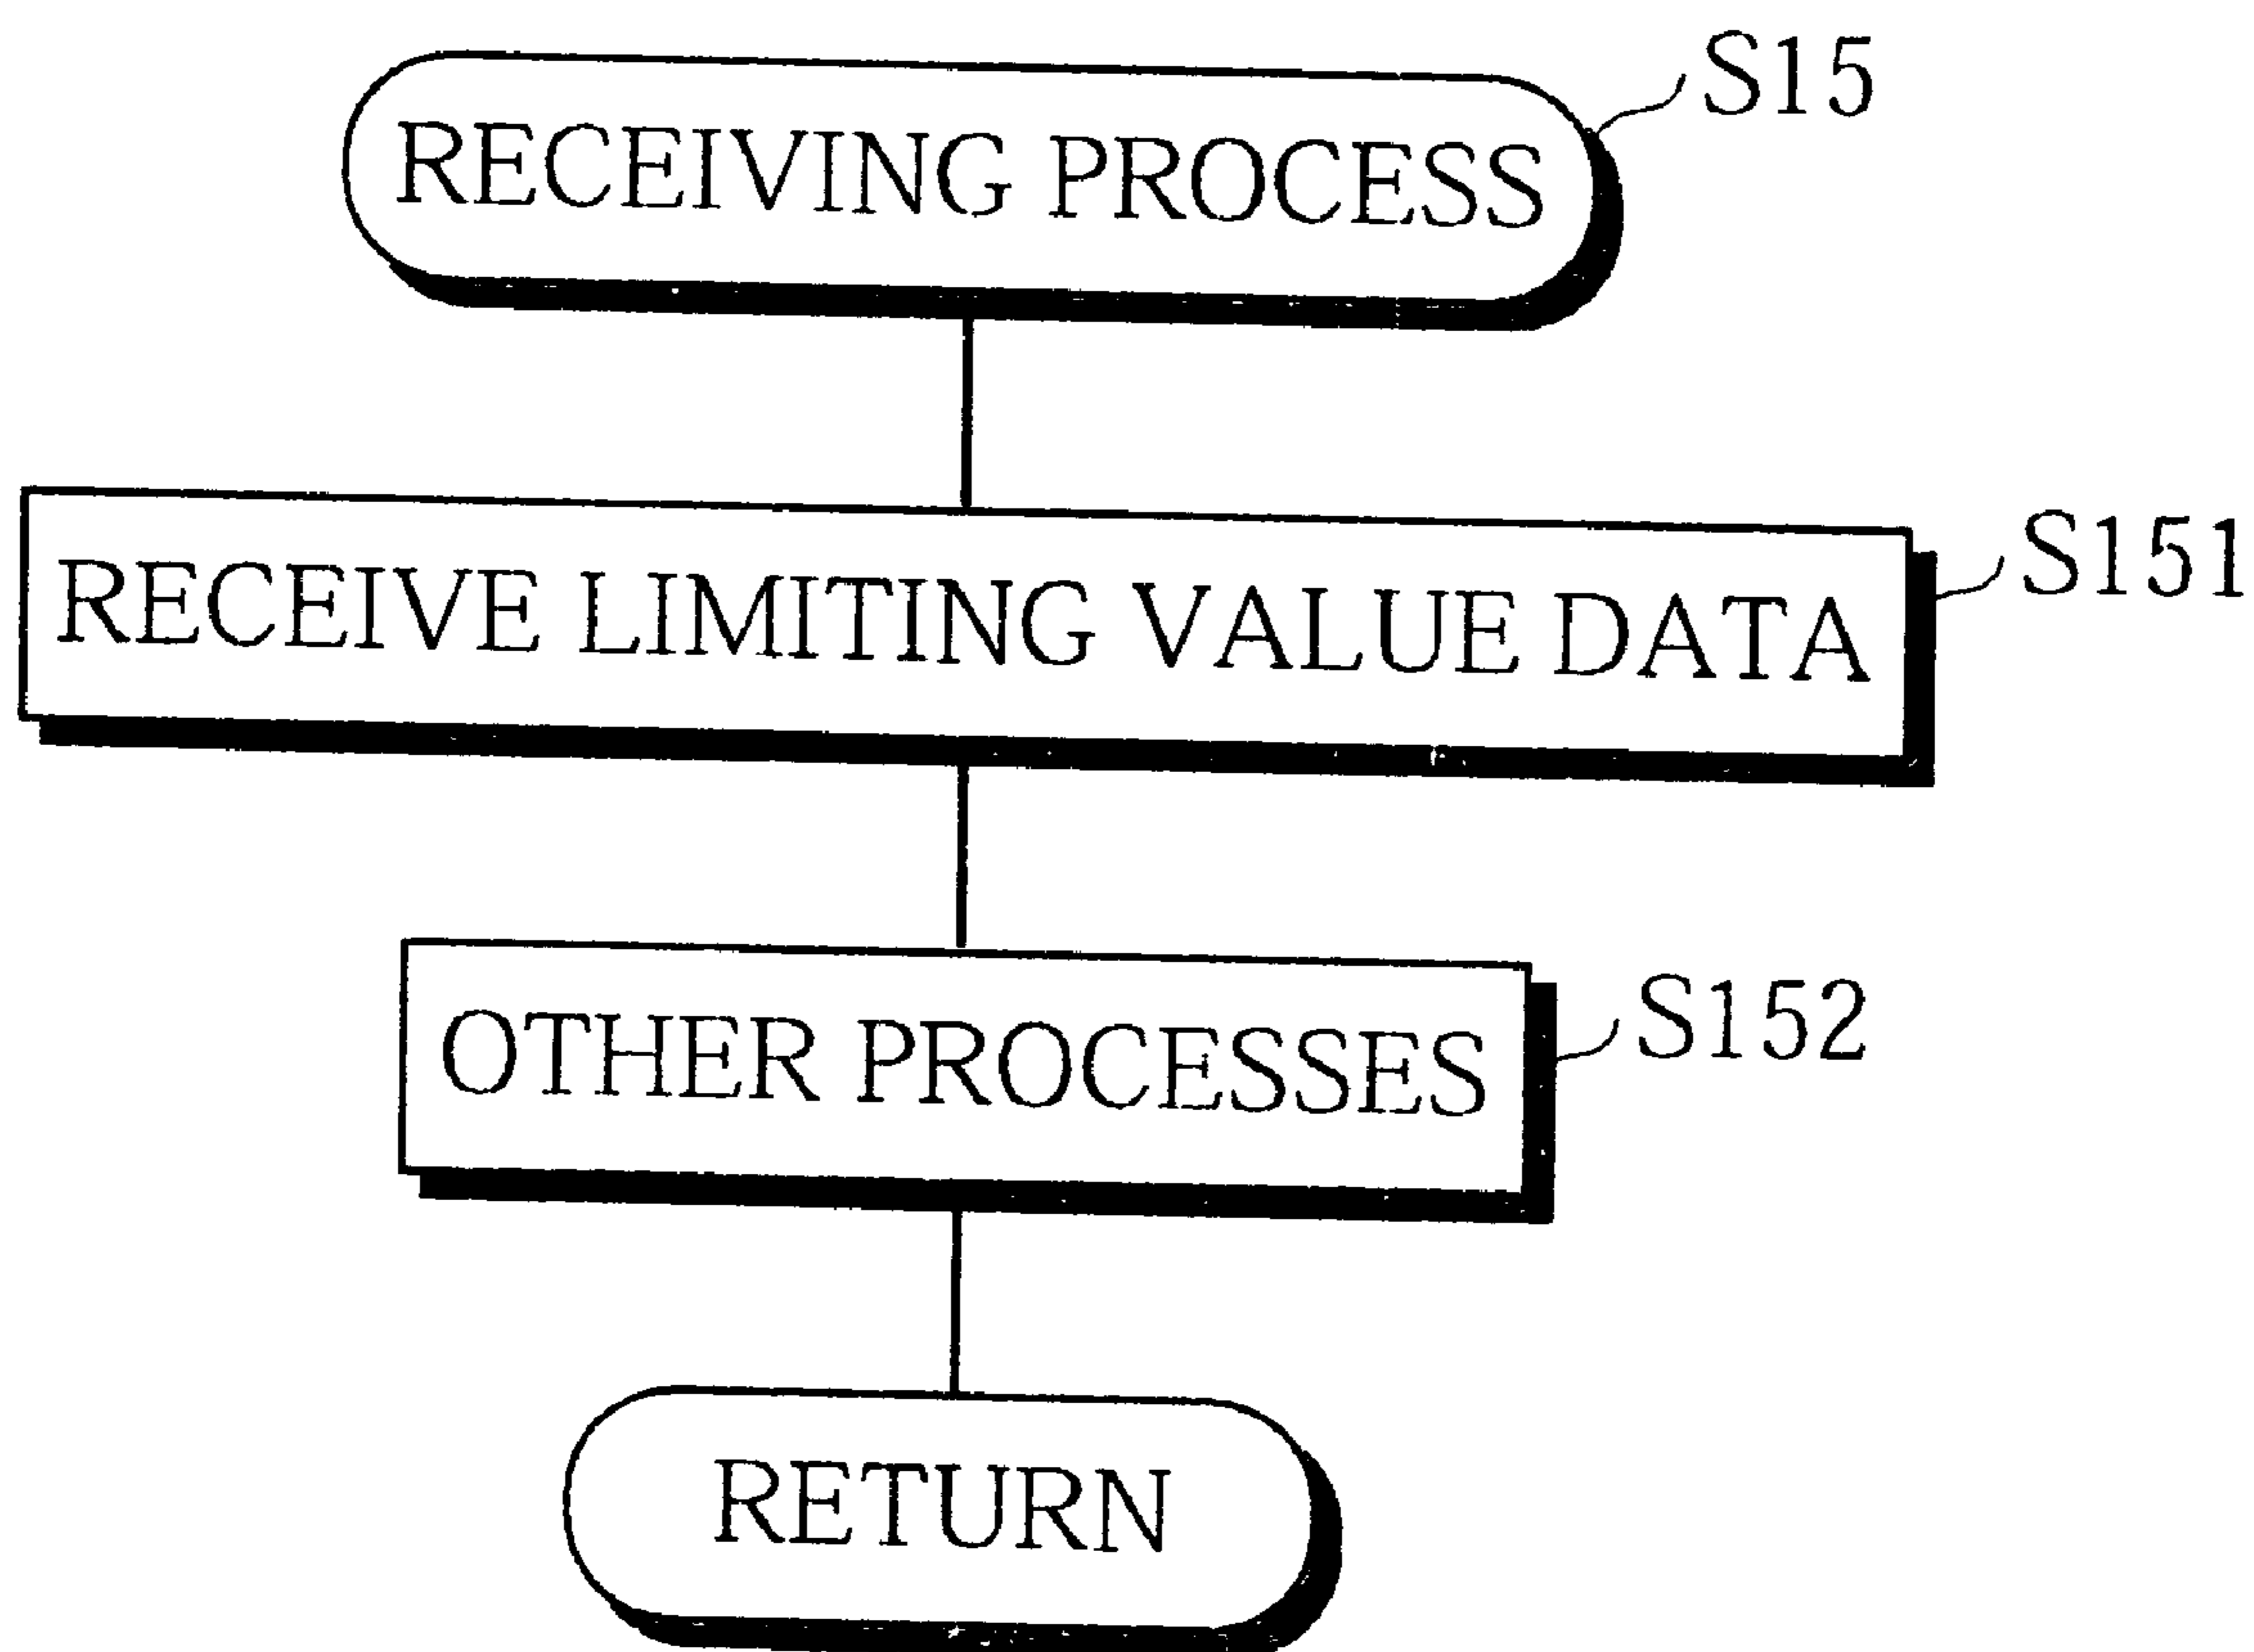 S15
RECEIVING PROCESS
S151
RECEIVE LIMITING VALUE DATA
S152
OTHER PROCESSES
RETURN